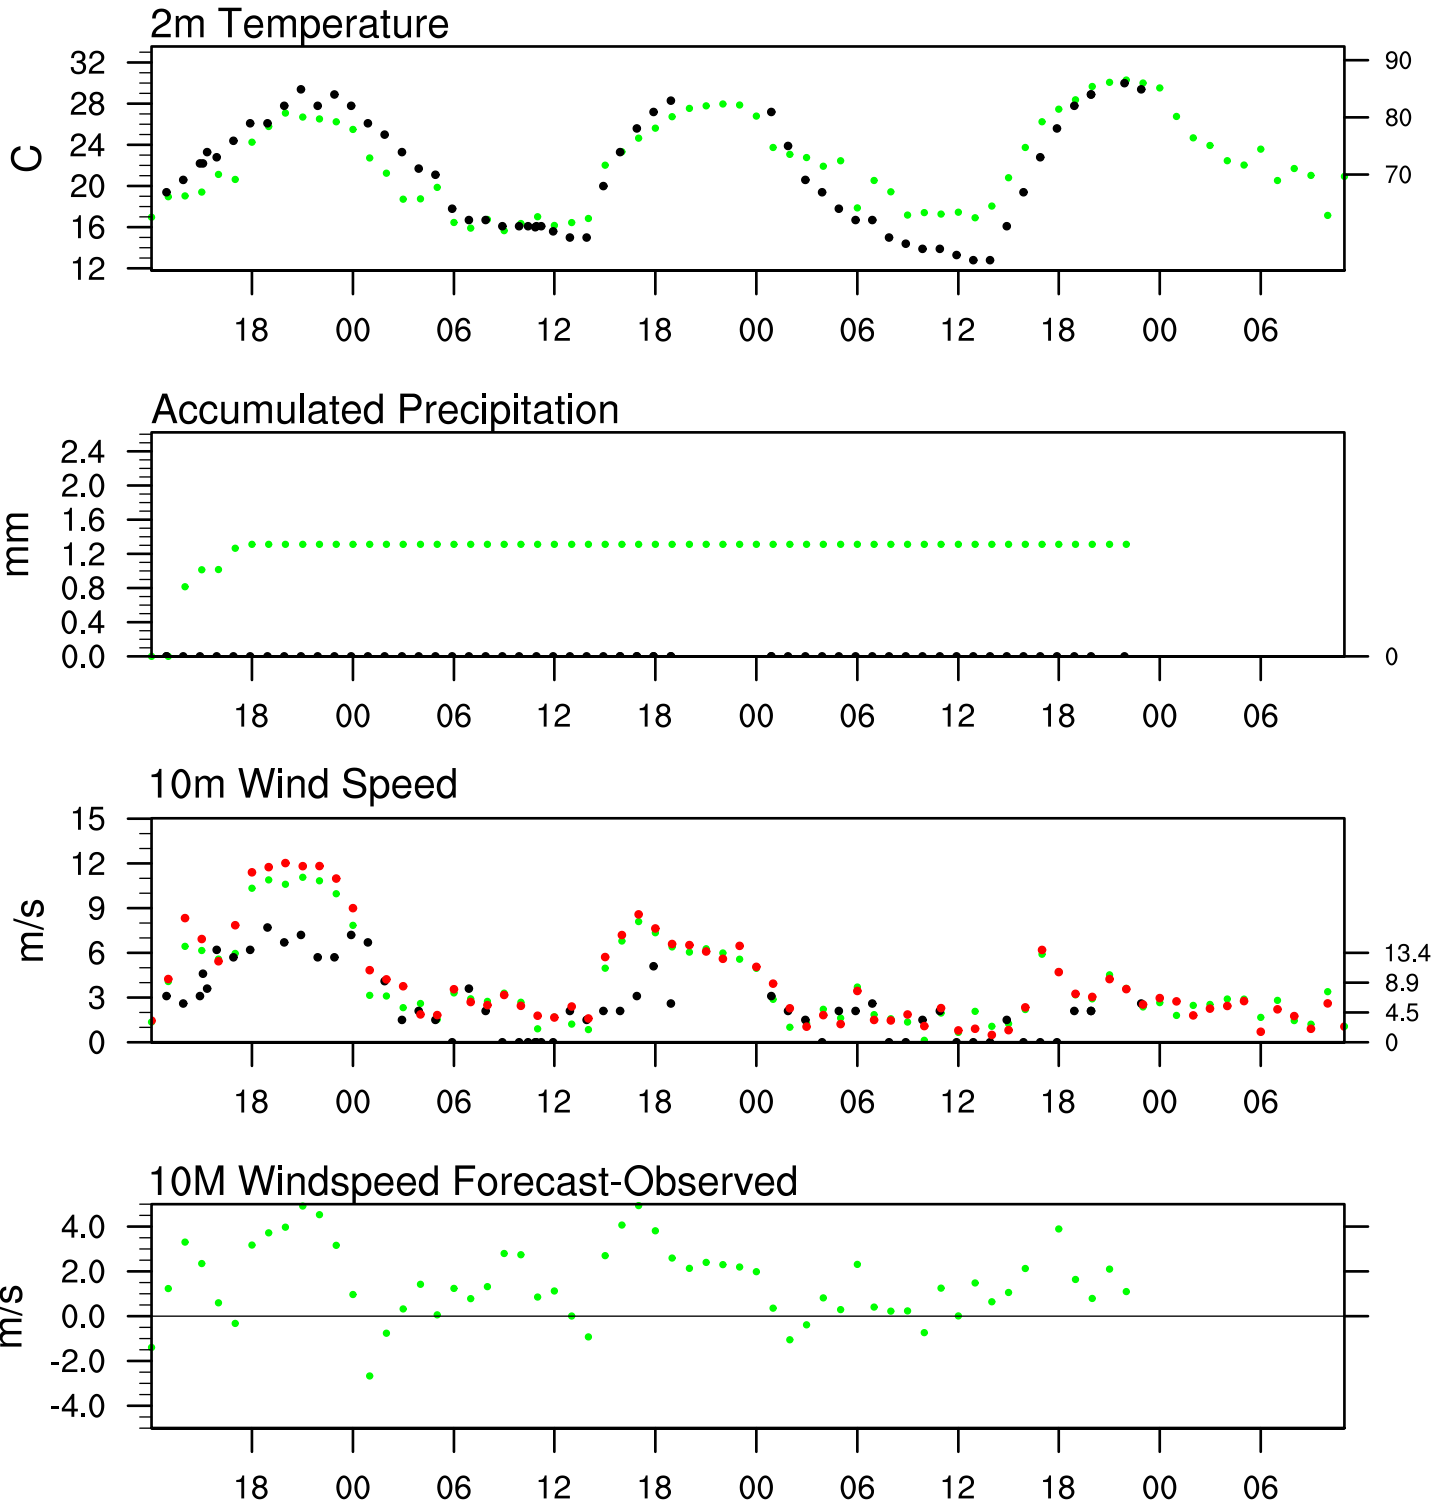 2m Temperature
32
28
24
20
16
12
C
90
80
70
18 00 06 12 18 00 06 12 18 00 06
Accumulated Precipitation
2.4
2.0
1.6
1.2
0.8
0.4
0.0
mm
0
18 00 06 12 18 00 06 12 18 00 06
10m Wind Speed
15
12
9
6
3
0
m/s
13.4
8.9
4.5
0
18 00 06 12 18 00 06 12 18 00 06
10M Windspeed Forecast-Observed
4.0
2.0
0.0
-2.0
-4.0
m/s
18 00 06 12 18 00 06 12 18 00 06